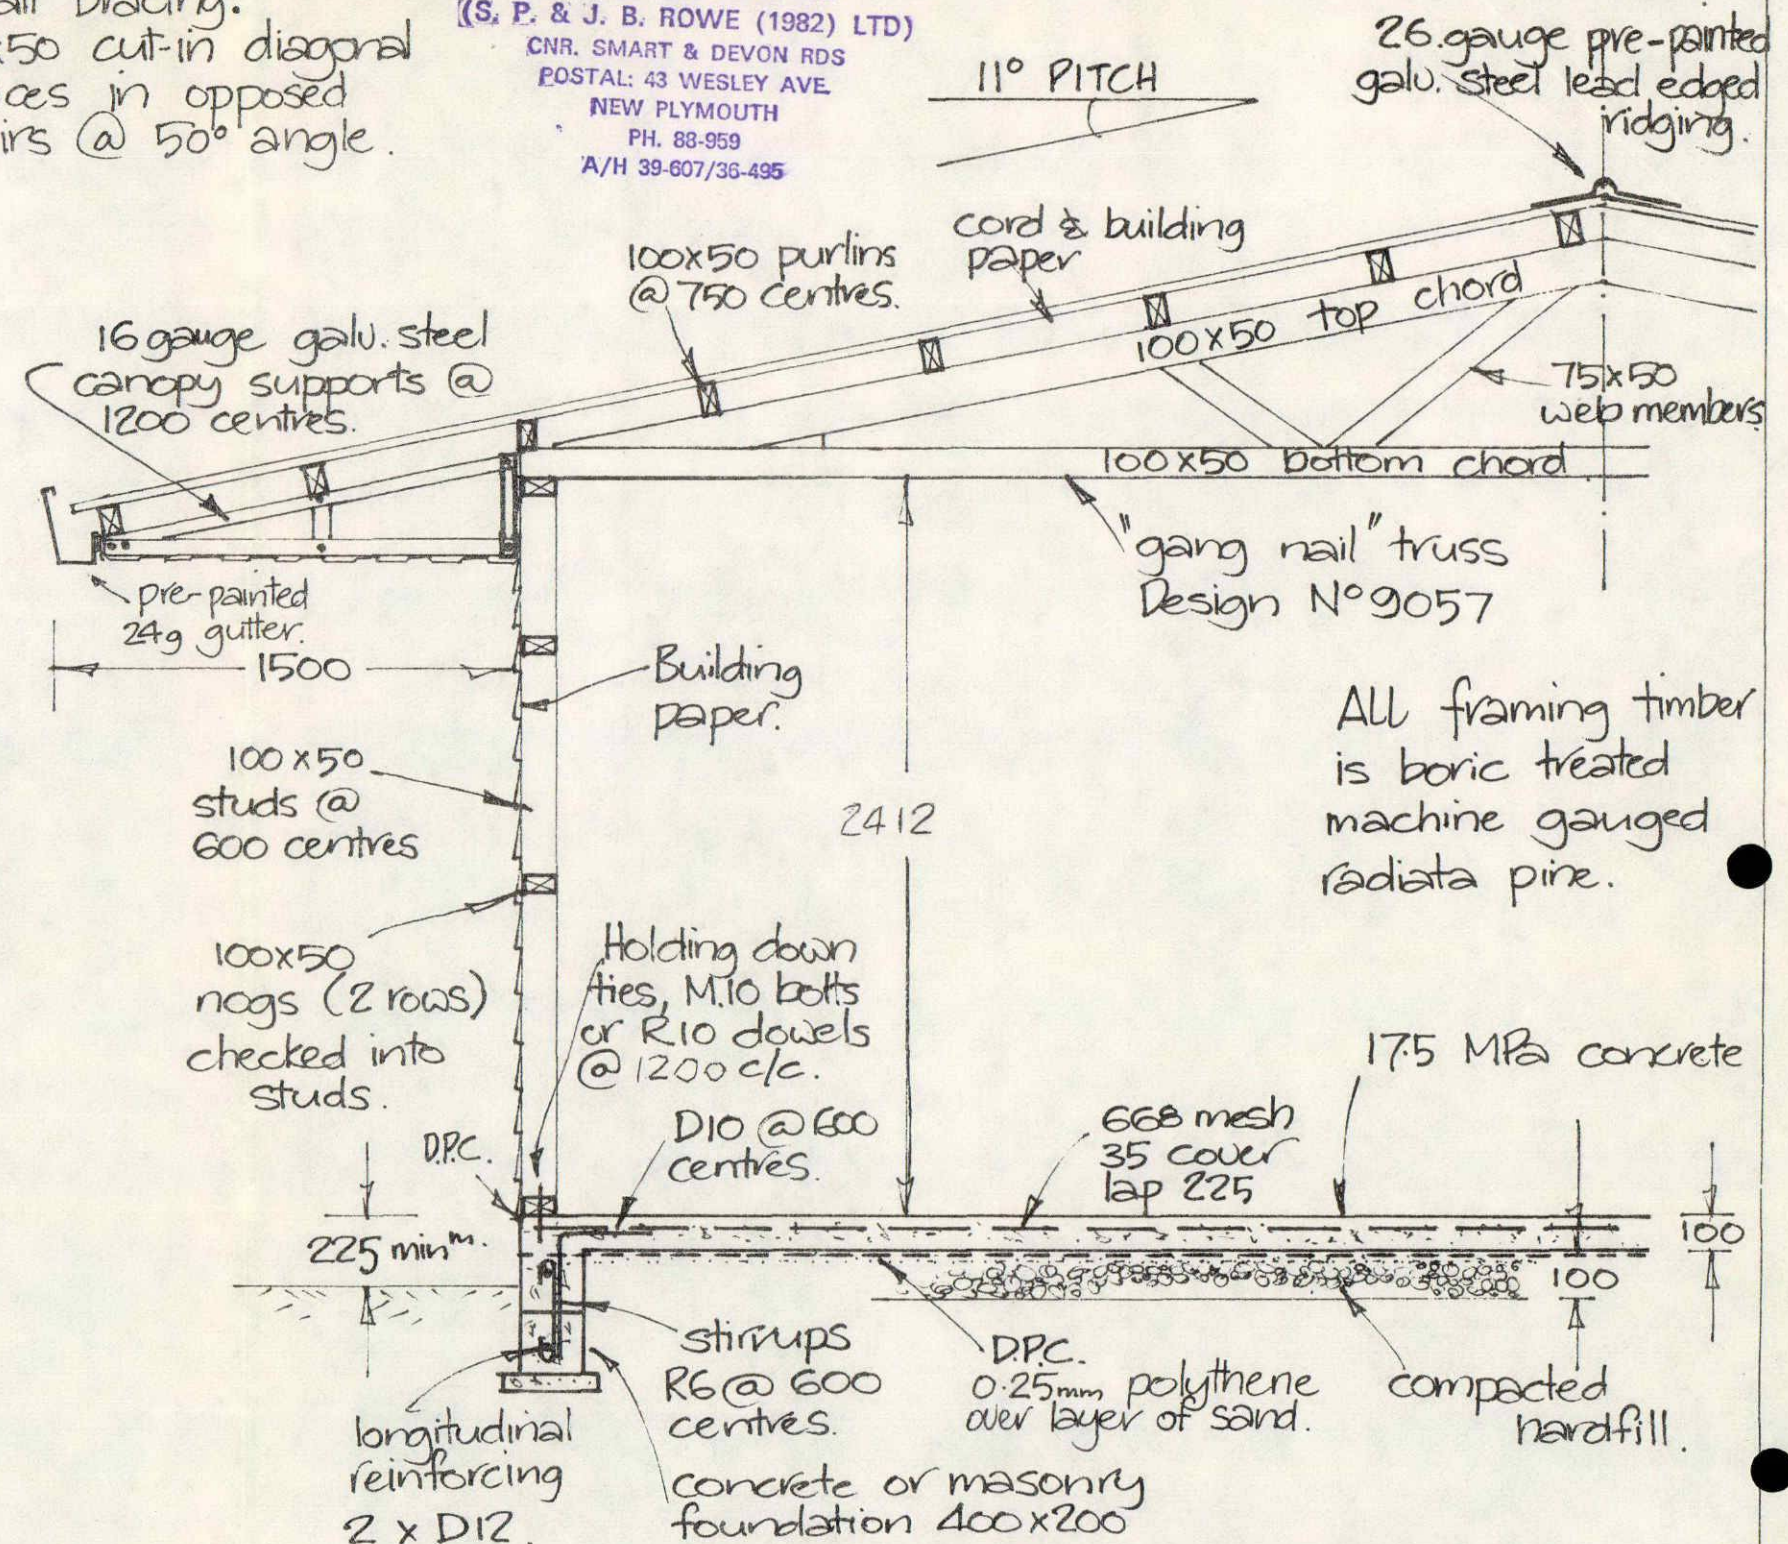 50 cut-in diagonal
in opposed
@ 50° angle.
(S. P. & J. B. ROWE (1982) LTD)
CNR. SMART & DEVON RDS
POSTAL: 43 WESLEY AVE.
NEW PLYMOUTH
PH. 88-959
A/H 39-607/36-495
11° PITCH
26.gauge pre-painted
galv. steel lead edged
ridging.
100x50 purlins
@ 750 centres.
cord & building
paper
100x50 top chord
75x50
web members
16 gauge galv. steel
canopy supports @
1200 centres.
100x50 bottom chord
"gang nail" truss
Design N° 9057
pre-painted
24g gutter.
1500
Building
paper.
All framing timber
is boric treated
machine gauged
radiata pine.
100x50
studs @
600 centres
2412
100x50
nogs (2 rows)
checked into
studs.
Holding down
ties, M.10 bolts
or R10 dowels
@ 1200 c/c.
17.5 MPa concrete
D.P.C.
D10 @ 600
centres.
668 mesh
35 cover
lap 225
225 minm.
100
100
stirrups
R6 @ 600
centres.
D.P.C.
0.25mm polythene
over layer of sand.
compacted
hardfill.
longitudinal
reinforcing
2 x D12.
concrete or masonry
foundation 400x200